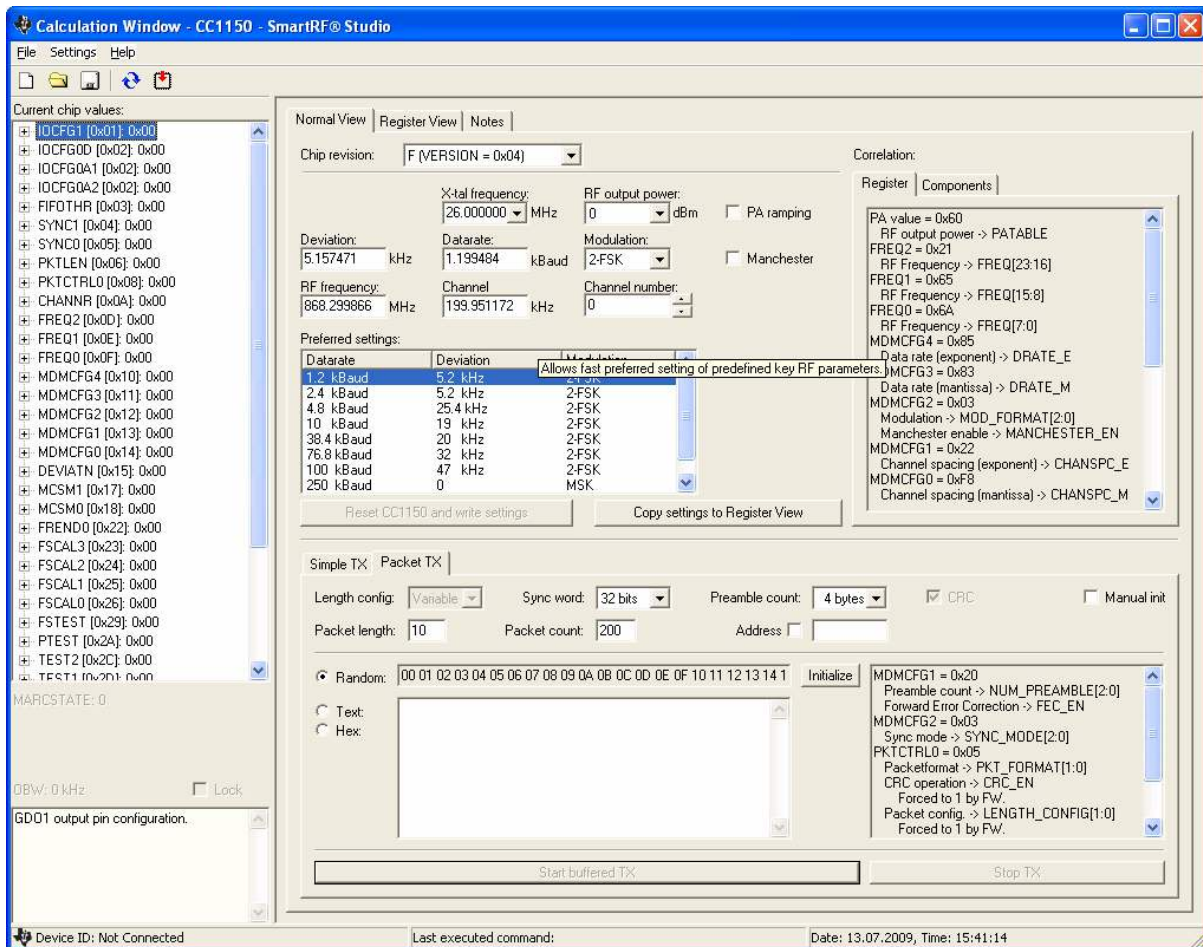 Calculation Window - CC1150 - SmartRF® Studio
File Settings Help
Current chip values:
IOCFG1 [0x01]: 0x00
IOCFG0D [0x02]: 0x00
IOCFG0A1 [0x02]: 0x00
IOCFG0A2 [0x02]: 0x00
FIFOTHR [0x03]: 0x00
SYNC1 [0x04]: 0x00
SYNC0 [0x05]: 0x00
PKTLEN [0x06]: 0x00
PKTCTRL0 [0x08]: 0x00
CHANNR [0x0A]: 0x00
FREQ2 [0x0D]: 0x00
FREQ1 [0x0E]: 0x00
FREQ0 [0x0F]: 0x00
MDMCFG4 [0x10]: 0x00
MDMCFG3 [0x11]: 0x00
MDMCFG2 [0x12]: 0x00
MDMCFG1 [0x13]: 0x00
MDMCFG0 [0x14]: 0x00
DEVIATN [0x15]: 0x00
MCSM1 [0x17]: 0x00
MCSM0 [0x18]: 0x00
FREND0 [0x22]: 0x00
FSCAL3 [0x23]: 0x00
FSCAL2 [0x24]: 0x00
FSCAL1 [0x25]: 0x00
FSCAL0 [0x26]: 0x00
FSTEST [0x29]: 0x00
PTEST [0x2A]: 0x00
TEST2 [0x2C]: 0x00
TEST1 [0x2D]: 0x00
MARCSTATE: 0
OBW: 0 kHz Lock
GDO1 output pin configuration.
Normal View Register View Notes
Chip revision: F (VERSION = 0x04)
X-tal frequency: RF output power:
26.000000 MHz 0 dBm PA ramping
Deviation: Datarate: Modulation:
5.157471 kHz 1.199484 kBaud 2-FSK Manchester
RF frequency: Channel Channel number:
868.299866 MHz 199.951172 kHz 0
Preferred settings:
Datarate Deviation
Allows fast preferred setting of predefined key RF parameters.
1.2 kBaud 5.2 kHz 2-FSK
2.4 kBaud 5.2 kHz 2-FSK
4.8 kBaud 25.4 kHz 2-FSK
10 kBaud 19 kHz 2-FSK
38.4 kBaud 20 kHz 2-FSK
76.8 kBaud 32 kHz 2-FSK
100 kBaud 47 kHz 2-FSK
250 kBaud 0 MSK
Reset CC1150 and write settings Copy settings to Register View
Correlation:
Register Components
PA value = 0x60
RF output power -> PATABLE
FREQ2 = 0x21
RF Frequency -> FREQ[23:16]
FREQ1 = 0x65
RF Frequency -> FREQ[15:8]
FREQ0 = 0x6A
RF Frequency -> FREQ[7:0]
MDMCFG4 = 0x85
Data rate (exponent) -> DRATE_E
MDMCFG3 = 0x83
Data rate (mantissa) -> DRATE_M
MDMCFG2 = 0x03
Modulation -> MOD_FORMAT[2:0]
Manchester enable -> MANCHESTER_EN
MDMCFG1 = 0x22
Channel spacing (exponent) -> CHANSPC_E
MDMCFG0 = 0xF8
Channel spacing (mantissa) -> CHANSPC_M
Simple TX Packet TX
Length config: Variable Sync word: 32 bits Preamble count: 4 bytes CRC Manual init
Packet length: 10 Packet count: 200 Address
Random: 00 01 02 03 04 05 06 07 08 09 0A 0B 0C 0D 0E 0F 10 11 12 13 14 1 Initialize
Text:
Hex:
MDMCFG1 = 0x20
Preamble count -> NUM_PREAMBLE[2:0]
Forward Error Correction -> FEC_EN
MDMCFG2 = 0x03
Sync mode -> SYNC_MODE[2:0]
PKTCTRL0 = 0x05
Packetformat -> PKT_FORMAT[1:0]
CRC operation -> CRC_EN
Forced to 1 by FW.
Packet config. -> LENGTH_CONFIG[1:0]
Forced to 1 by FW.
Start buffered TX Stop TX
Device ID: Not Connected Last executed command: Date: 13.07.2009, Time: 15:41:14